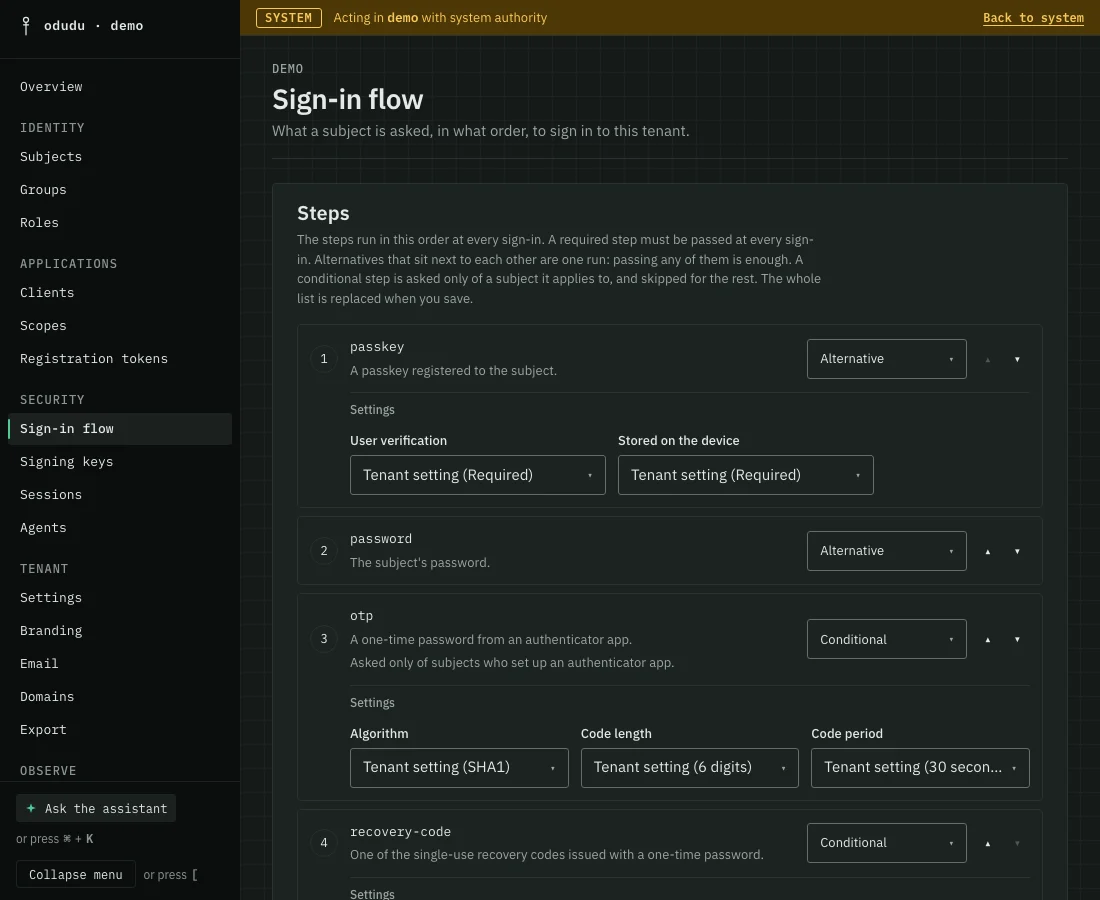 odudu · demo
SYSTEM Acting in demo with system authority Back to system
Overview
IDENTITY
Subjects
Groups
Roles
APPLICATIONS
Clients
Scopes
Registration tokens
SECURITY
Sign-in flow
Signing keys
Sessions
Agents
TENANT
Settings
Branding
Email
Domains
Export
OBSERVE
Ask the assistant
or press ⌘ + K
Collapse menu or press [
DEMO
Sign-in flow
What a subject is asked, in what order, to sign in to this tenant.
Steps
The steps run in this order at every sign-in. A required step must be passed at every sign-
in. Alternatives that sit next to each other are one run: passing any of them is enough. A
conditional step is asked only of a subject it applies to, and skipped for the rest. The whole
list is replaced when you save.
1 passkey Alternative
A passkey registered to the subject.
Settings
User verification Stored on the device
Tenant setting (Required) Tenant setting (Required)
2 password Alternative
The subject's password.
3 otp Conditional
A one-time password from an authenticator app.
Asked only of subjects who set up an authenticator app.
Settings
Algorithm Code length Code period
Tenant setting (SHA1) Tenant setting (6 digits) Tenant setting (30 secon...
4 recovery-code Conditional
One of the single-use recovery codes issued with a one-time password.
Settings